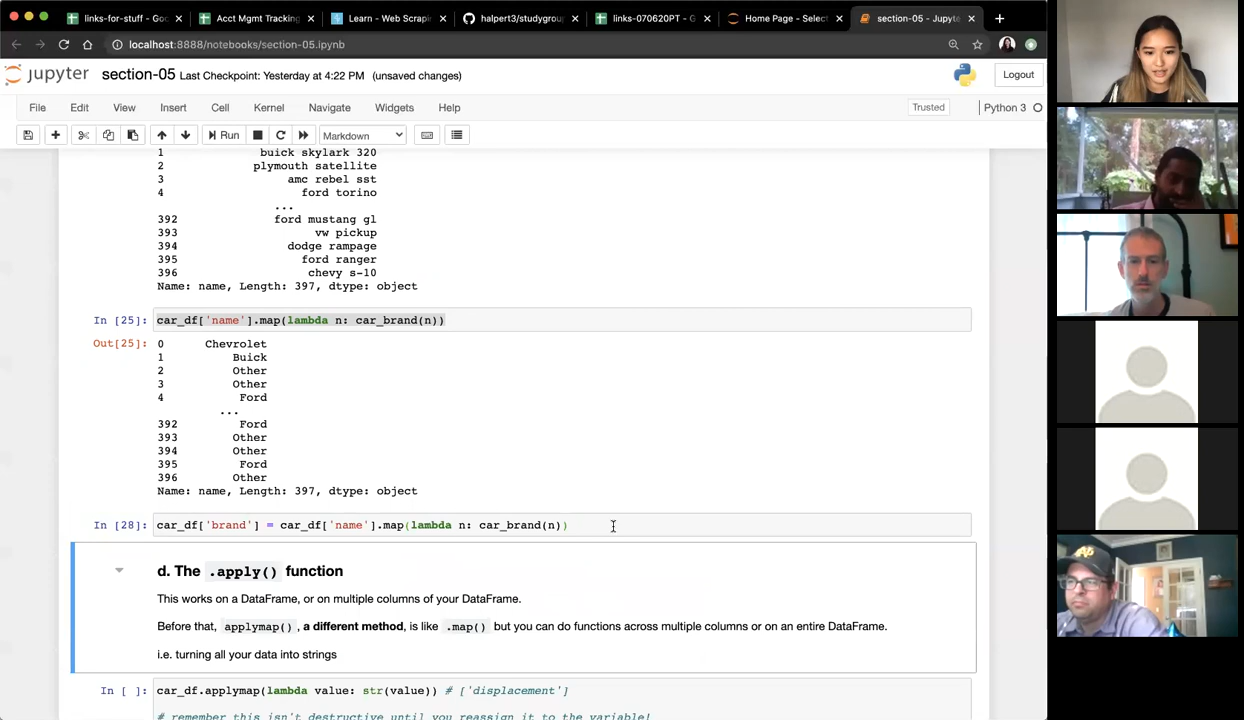 links-for-stuff - Goo
Acct Mgmt Tracking
Learn - Web Scrapin
halpert3/studygrou
links-070620PT - G
Home Page - Select
section-05 - Jupyte
localhost:8888/notebooks/section-05.ipynb
jupyter section-05 Last Checkpoint: Yesterday at 4:22 PM (unsaved changes)
Logout
File Edit View Insert Cell Kernel Navigate Widgets Help
Trusted
Python 3
Run
Markdown
1 buick skylark 320
2 plymouth satellite
3 amc rebel sst
4 ford torino
...
392 ford mustang gl
393 vw pickup
394 dodge rampage
395 ford ranger
396 chevy s-10
Name: name, Length: 397, dtype: object
In [25]: car_df['name'].map(lambda n: car_brand(n))
Out[25]: 0 Chevrolet
1 Buick
2 Other
3 Other
4 Ford
...
392 Ford
393 Other
394 Other
395 Ford
396 Other
Name: name, Length: 397, dtype: object
In [28]: car_df['brand'] = car_df['name'].map(lambda n: car_brand(n))
d. The .apply() function
This works on a DataFrame, or on multiple columns of your DataFrame.
Before that, applymap(), a different method, is like .map() but you can do functions across multiple columns or on an entire DataFrame.
i.e. turning all your data into strings
In [ ]: car_df.applymap(lambda value: str(value)) # ['displacement']
# remember this isn't destructive until you reassign it to the variable!